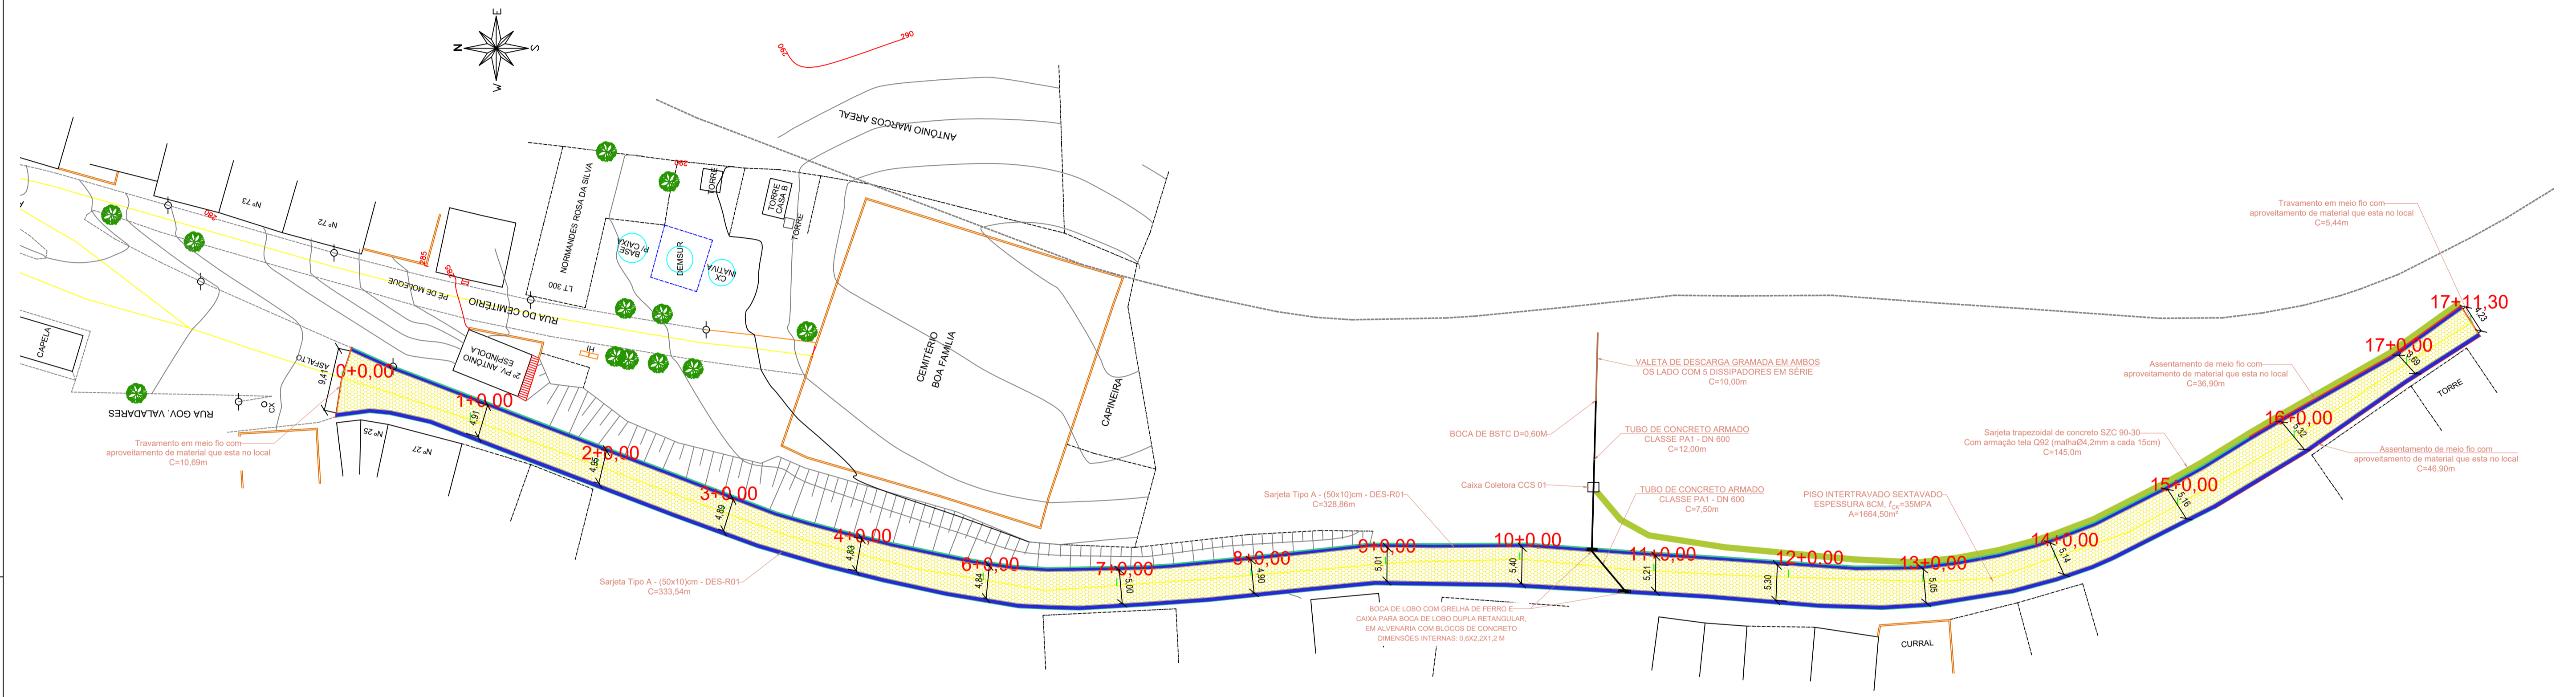 N
E
S
W
290
290
ANTÔNIO MARCOS AREAL
Nº 73
Nº 72
280
285
285
PÉ DE MOLEQUE
RUA DO CEMITÉRIO
LT 300
NORMANDES ROSA DA SILVA
290
TORRE
TORRE
CASA B
TORRE
BASE
P/ CAIXA
DEMSUR
CX
INATIVA
HI
2º PV. ANTÔNIO
ESPÍNDOLA
CAPELA
ASFALTO
CX
RUA GOV. VALADARES
Nº 25
Nº 27
CEMITÉRIO
BOA FAMÍLIA
CAPINEIRA
Travamento em meio fio com
aproveitamento de material que esta no local
C=10,69m
9,41
0+0,00
1+0,00
4,91
2+0,00
4,95
3+0,00
4,89
4+0,00
4,83
6+0,00
4,84
7+0,00
5,00
8+0,00
4,90
9+0,00
5,01
10+0,00
5,40
11+0,00
5,21
12+0,00
5,30
13+0,00
5,05
14+0,00
5,14
15+0,00
5,16
16+0,00
5,32
17+0,00
3,69
17+11,30
4,23
Sarjeta Tipo A - (50x10)cm - DES-R01
C=333,54m
Sarjeta Tipo A - (50x10)cm - DES-R01
C=328,86m
VALETA DE DESCARGA GRAMADA EM AMBOS
OS LADO COM 5 DISSIPADORES EM SÉRIE
C=10,00m
BOCA DE BSTC D=0,60M
TUBO DE CONCRETO ARMADO
CLASSE PA1 - DN 600
C=12,00m
Caixa Coletora CCS 01
TUBO DE CONCRETO ARMADO
CLASSE PA1 - DN 600
C=7,50m
BOCA DE LOBO COM GRELHA DE FERRO E
CAIXA PARA BOCA DE LOBO DUPLA RETANGULAR,
EM ALVENARIA COM BLOCOS DE CONCRETO
DIMENSÕES INTERNAS: 0,6X2,2X1,2 M
PISO INTERTRAVADO SEXTAVADO
ESPESSURA 8CM, fCK=35MPA
A=1664,50m²
Sarjeta trapezoidal de concreto SZC 90-30
Com armação tela Q92 (malhaØ4,2mm a cada 15cm)
C=145,0m
Assentamento de meio fio com
aproveitamento de material que esta no local
C=36,90m
Travamento em meio fio com
aproveitamento de material que esta no local
C=5,44m
Assentamento de meio fio com
aproveitamento de material que esta no local
C=46,90m
TORRE
CURRAL